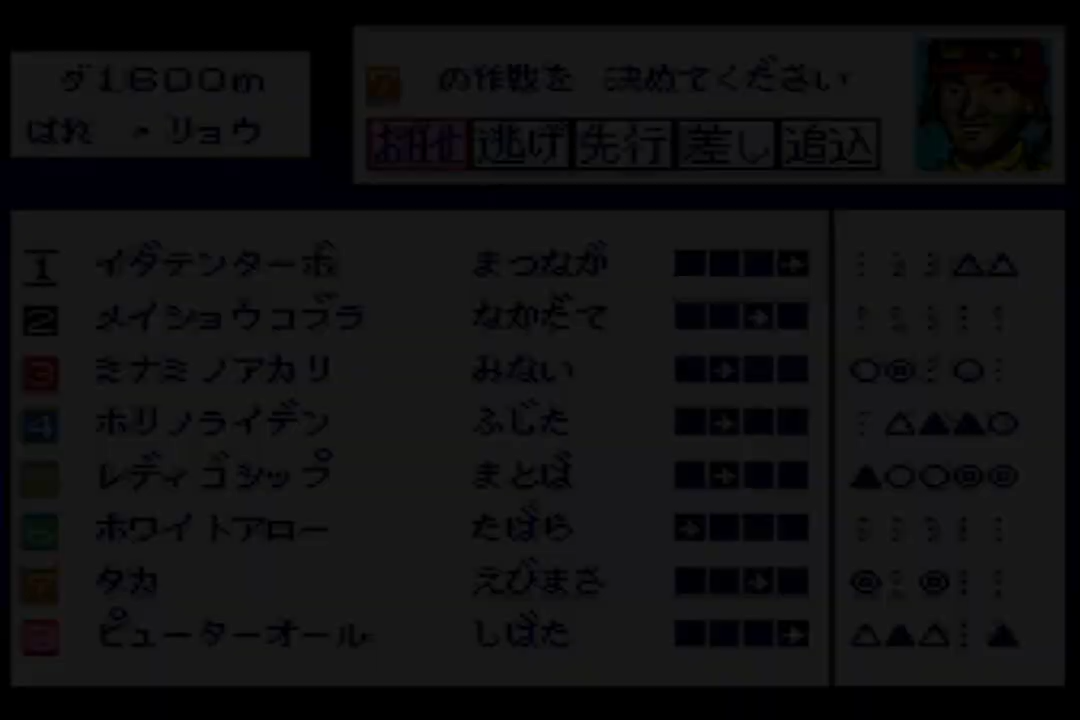 ダ1600m
ばれ リョウ
7 の作戦を 決めてください
お任せ 逃げ 先行 差し 追込
1 イダテンターボ まつなが → : : : △△
2 メイショウコブラ なかだて → : : : : :
3 ミナミノアカリ みない → ○◎:○:
4 ホリノライデン ふじた → :△▲▲○
レディゴシップ まとば → ▲○○◎◎
6 ホワイトアロー たばら → : : : : :
7 タカ えびまさ → ◎:◎: :
8 ピューターオール しばた → △▲△:▲